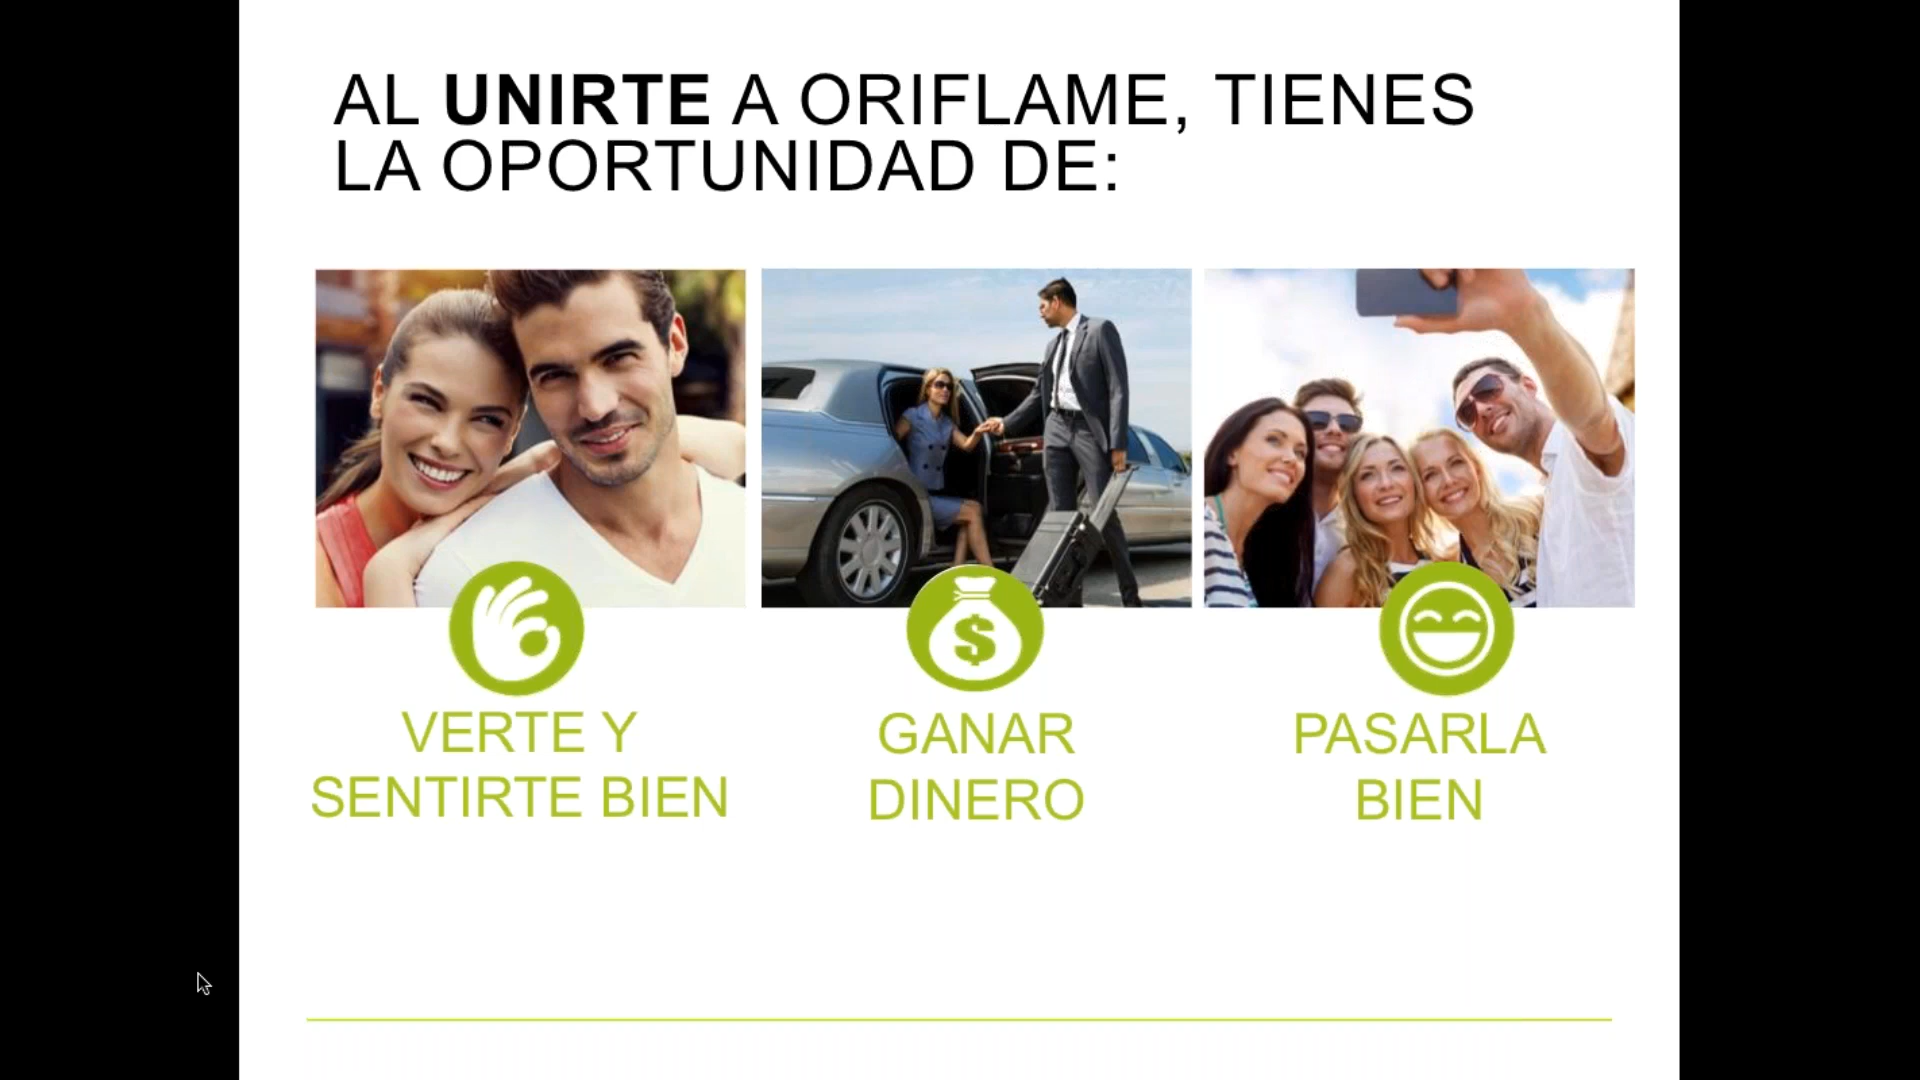 AL UNIRTE A ORIFLAME, TIENES
LA OPORTUNIDAD DE:
VERTE Y
SENTIRTE BIEN
GANAR
DINERO
PASARLA
BIEN